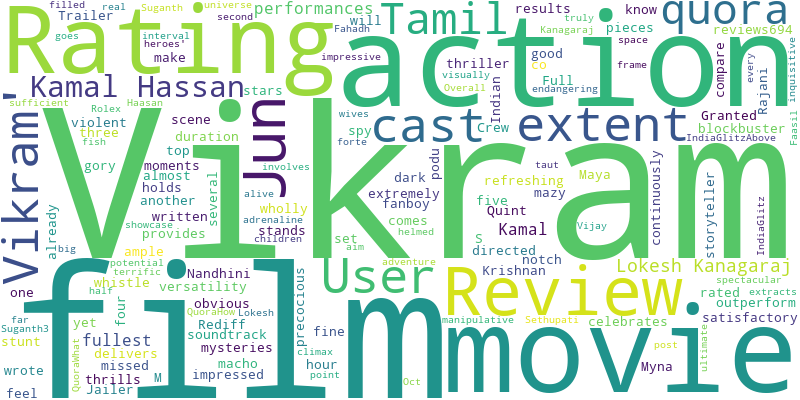 filled
real
Suganth
universe
performances
Tamil
results
know
quora
Trailer
interval
second
will
Fahadh
truly
Kanagaraj
pieces
reviews694
Rating
action
goes
heroes'
make
impressive
thriller
good
co
space
compare
every
Rajani
inquisitive
visually
frame
Kamal Hassan
stars
Overall
Full
endangering
Indian
sufficient
Rolex
Haasan
Jun
wives
forte
cast
Crew
extent
Granted
blockbuster
IndiaGlitzAbove
Faasil
Vikram'
Vikram
violent
scene
three
fish
duration
spy
top
gory
moments
involves
dark
podu
taut
Maya
continuously
storyteller
almost
holds
another
several
alive
extremely
fanboy
refreshing
mazy
five
Quint
already
written
adrenaline
wholly
stands
children
comes
helmed
Kamal
Vijay
IndiaGlitz
showcase
provides
big
set
aim
S
directed
notch
potential
terrific
adventure
ample
whistle
one
Nandhini
versatility
User
Krishnan
Lokesh Kanagaraj
film
movie
Review
half
precocious
rated
spectacular
extracts
outperform
far
four
obvious
QuoraHow
Lokesh
Suganth3
yet
Rediff
soundtrack
fine
manipulative
Sethupati
celebrates
satisfactory
stunt
fullest
mysteries
climax
hour
delivers
QuoraWhat
missed
macho
point
post
ultimate
wrote
thrills
M
impressed
Myna
feel
Jailer
Oct